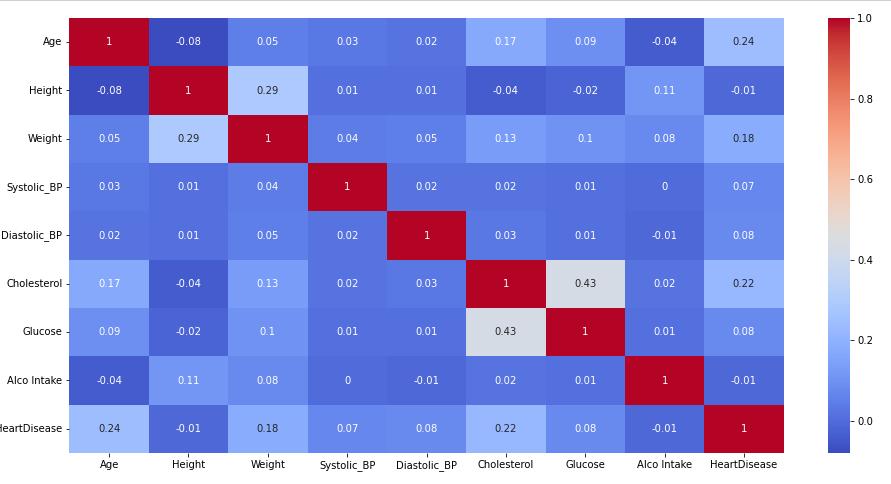 Age 1 -0.08 0.05 0.03 0.02 0.17 0.09 -0.04 0.24
Height -0.08 1 0.29 0.01 0.01 -0.04 -0.02 0.11 -0.01
Weight 0.05 0.29 1 0.04 0.05 0.13 0.1 0.08 0.18
Systolic_BP 0.03 0.01 0.04 1 0.02 0.02 0.01 0 0.07
Diastolic_BP 0.02 0.01 0.05 0.02 1 0.03 0.01 -0.01 0.08
Cholesterol 0.17 -0.04 0.13 0.02 0.03 1 0.43 0.02 0.22
Glucose 0.09 -0.02 0.1 0.01 0.01 0.43 1 0.01 0.08
Alco Intake -0.04 0.11 0.08 0 -0.01 0.02 0.01 1 -0.01
HeartDisease 0.24 -0.01 0.18 0.07 0.08 0.22 0.08 -0.01 1
Age Height Weight Systolic_BP Diastolic_BP Cholesterol Glucose Alco Intake HeartDisease
1.0
0.8
0.6
0.4
0.2
0.0